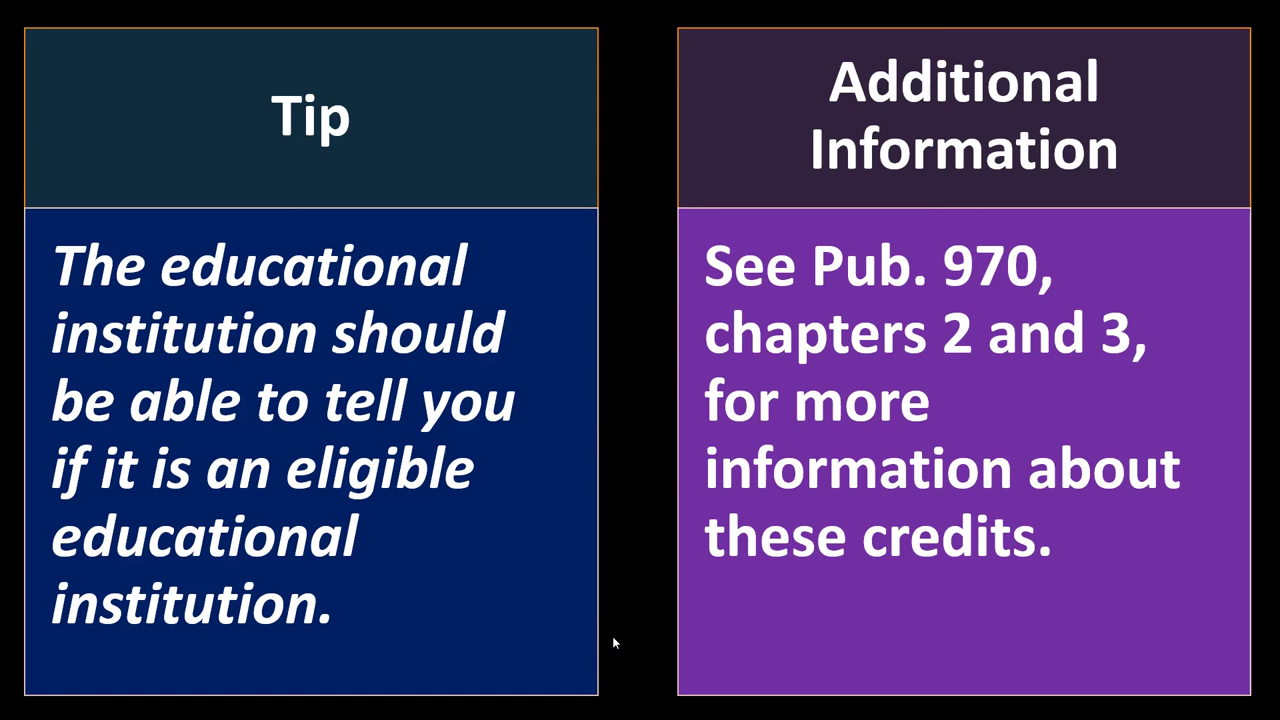 Tip
The educational
institution should
be able to tell you
if it is an eligible
educational
institution.
Additional
Information
See Pub. 970,
chapters 2 and 3,
for more
information about
these credits.